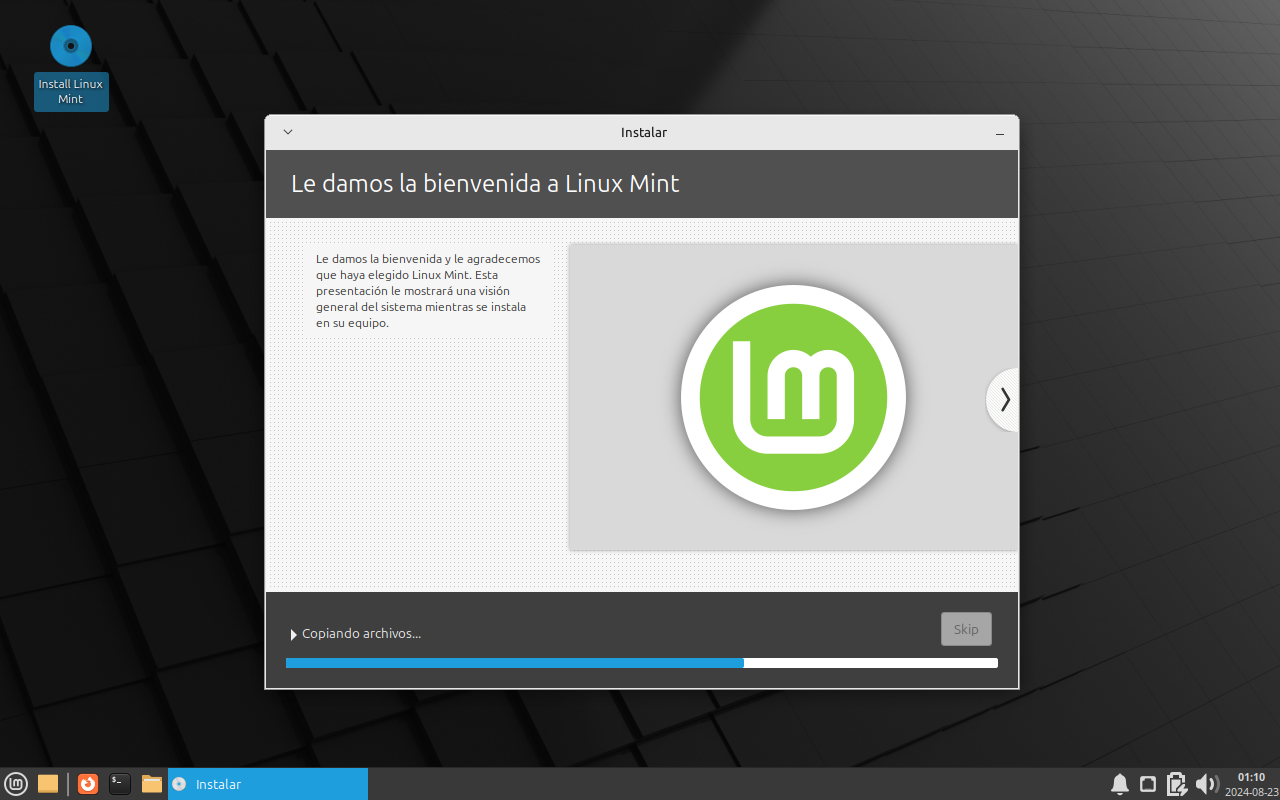 Install Linux
Mint
Instalar
Le damos la bienvenida a Linux Mint
Le damos la bienvenida y le agradecemos
que haya elegido Linux Mint. Esta
presentación le mostrará una visión
general del sistema mientras se instala
en su equipo.
Copiando archivos...
Skip
Instalar
01:10
2024-08-23